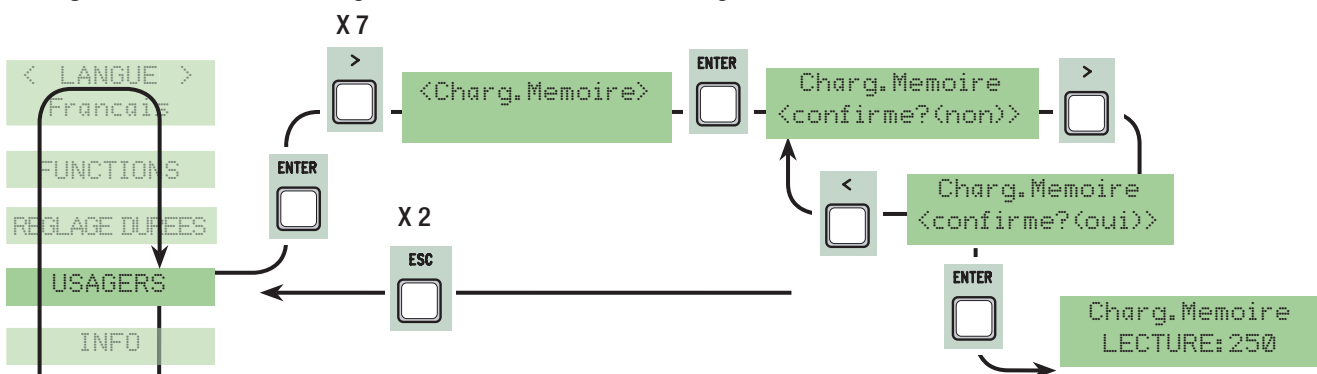 X 7
>
ENTER
>
< LANGUE >
Francais
<Charg.Memoire>
Charg.Memoire
<confirme?(non)>
FUNCTIONS
ENTER
REGLAGE DUREES
X 2
<
Charg.Memoire
<confirme?(oui)>
USAGERS
ESC
ENTER
INFO
Charg.Memoire
LECTURE:250